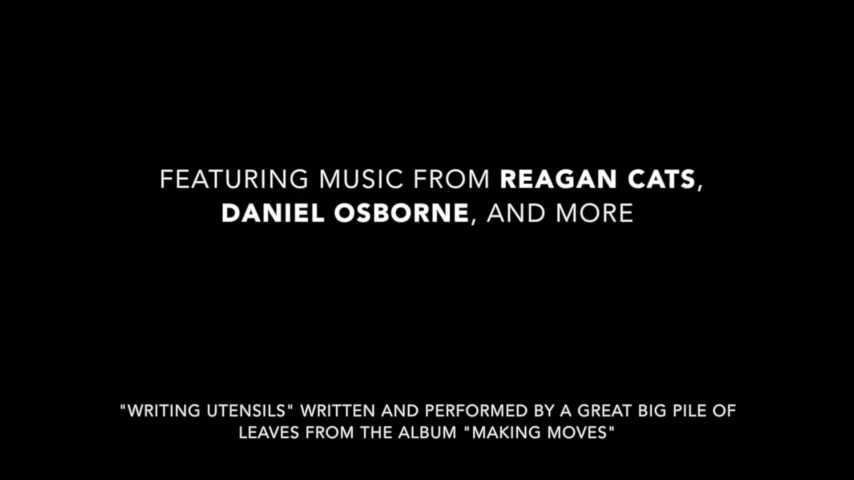 FEATURING MUSIC FROM REAGAN CATS,
DANIEL OSBORNE, AND MORE
"WRITING UTENSILS" WRITTEN AND PERFORMED BY A GREAT BIG PILE OF
LEAVES FROM THE ALBUM "MAKING MOVES"